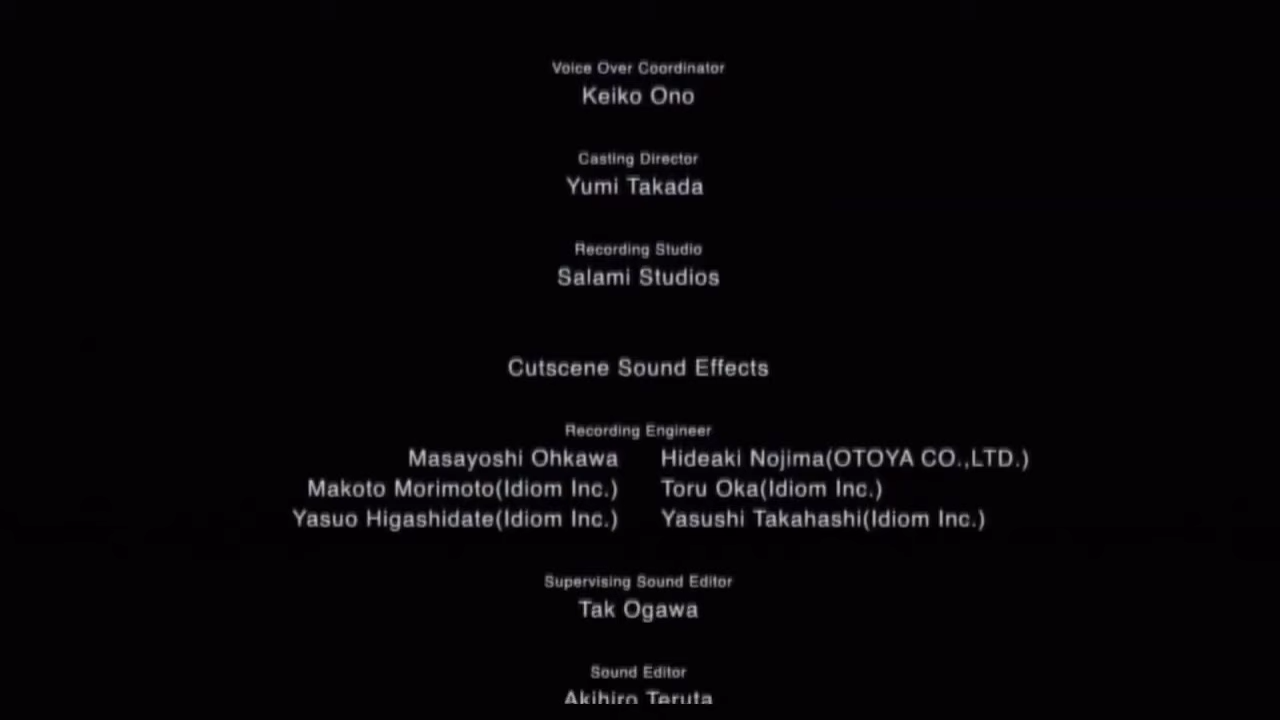 Voice Over Coordinator
Keiko Ono
Casting Director
Yumi Takada
Recording Studio
Salami Studios
Cutscene Sound Effects
Recording Engineer
Masayoshi Ohkawa Hideaki Nojima(OTOYA CO.,LTD.)
Makoto Morimoto(Idiom Inc.) Toru Oka(Idiom Inc.)
Yasuo Higashidate(Idiom Inc.) Yasushi Takahashi(Idiom Inc.)
Supervising Sound Editor
Tak Ogawa
Sound Editor
Akihiro Teruta